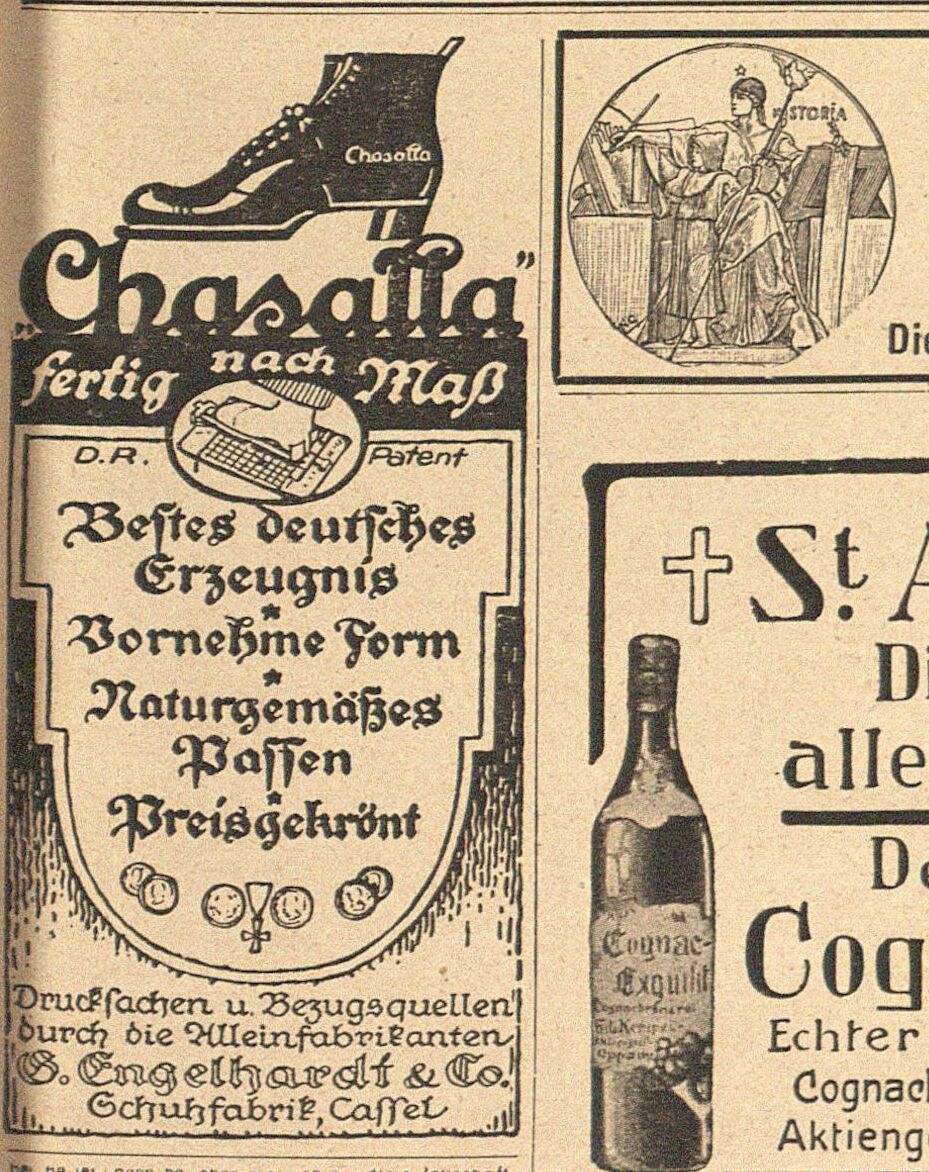 Chasalla
„Chasalla”
fertig nach Maß
D.R. Patent
Bestes deutsches
Erzeugnis
Vornehme Form
Naturgemäßes
Passen
Preisgekrönt
Drucksachen u. Bezugsquellen
durch die Alleinfabrikanten
G. Engelhardt & Co.
Schuhfabrik, Cassel
Die
St. A
Di
alle
De
Cog
Echter
Cognac
Aktieng
Cognac-
Exquisit